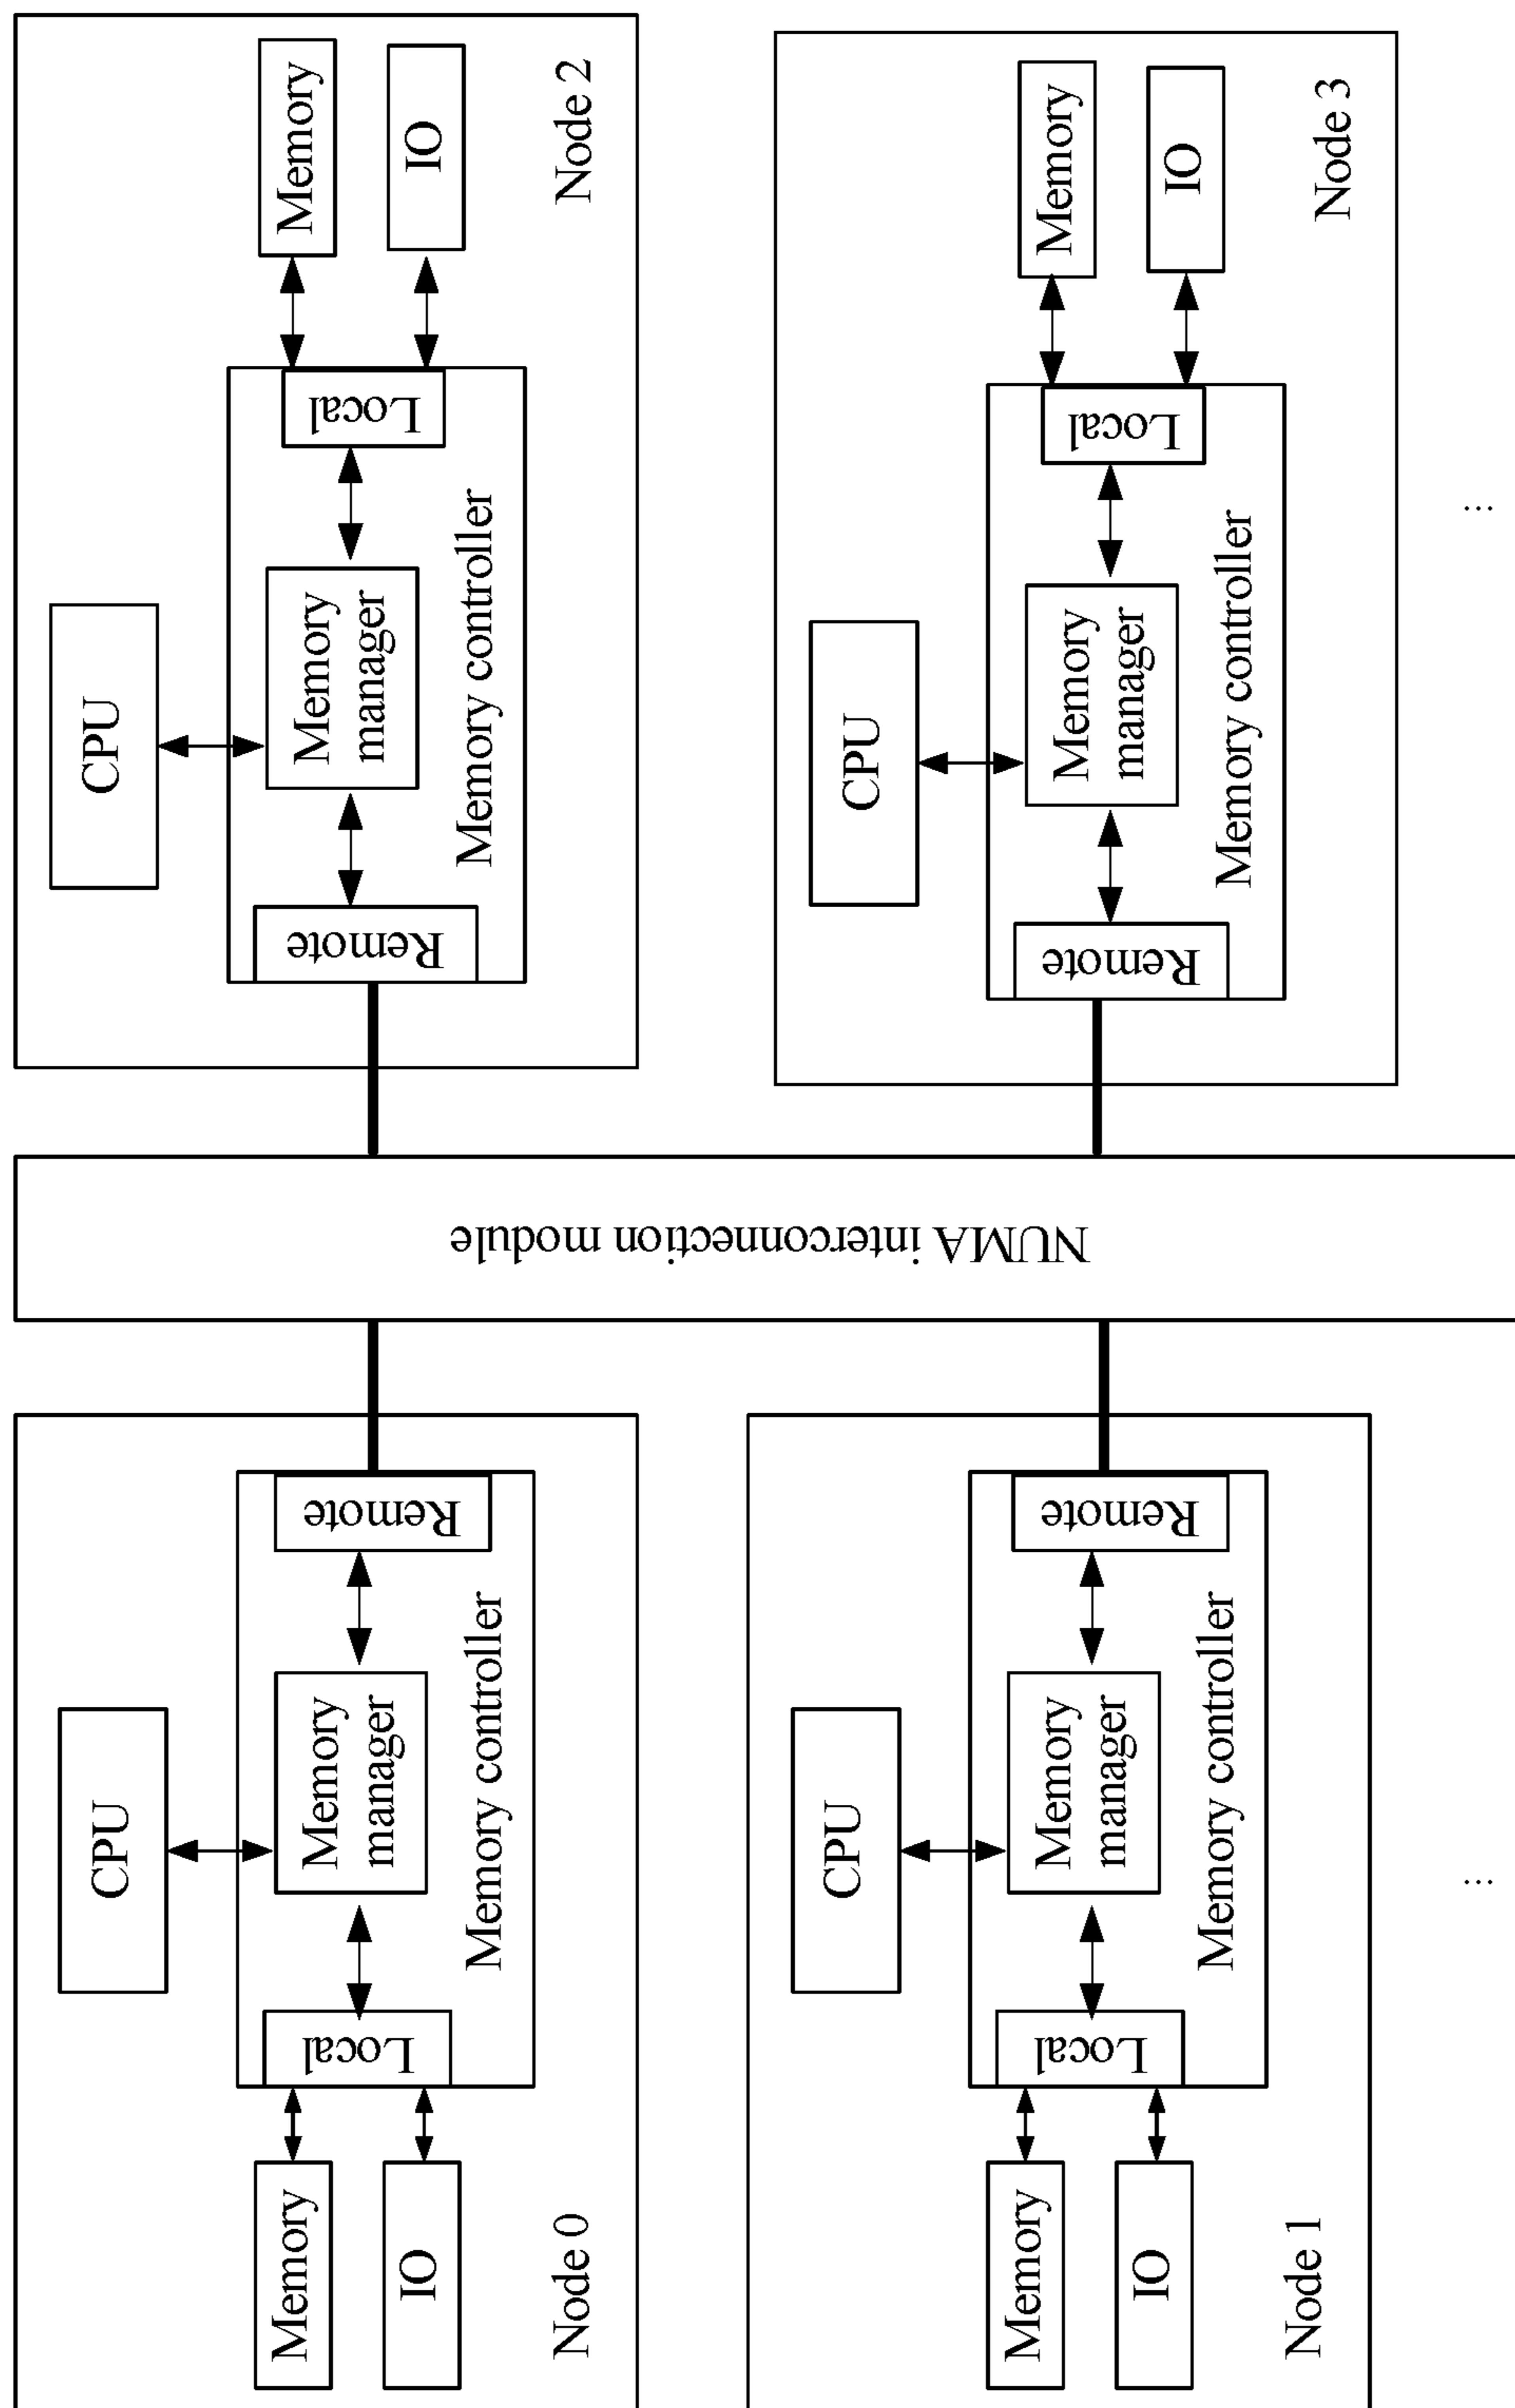 CPU
Memory
manager
Local
Remote
Memory
IO
Memory controller
Node 0
NUMA interconnection module
CPU
Memory
manager
Remote
Local
Memory
IO
Memory controller
Node 2
CPU
Memory
manager
Local
Remote
Memory
IO
Memory controller
Node 1
CPU
Memory
manager
Remote
Local
Memory
IO
Memory controller
Node 3
...
...